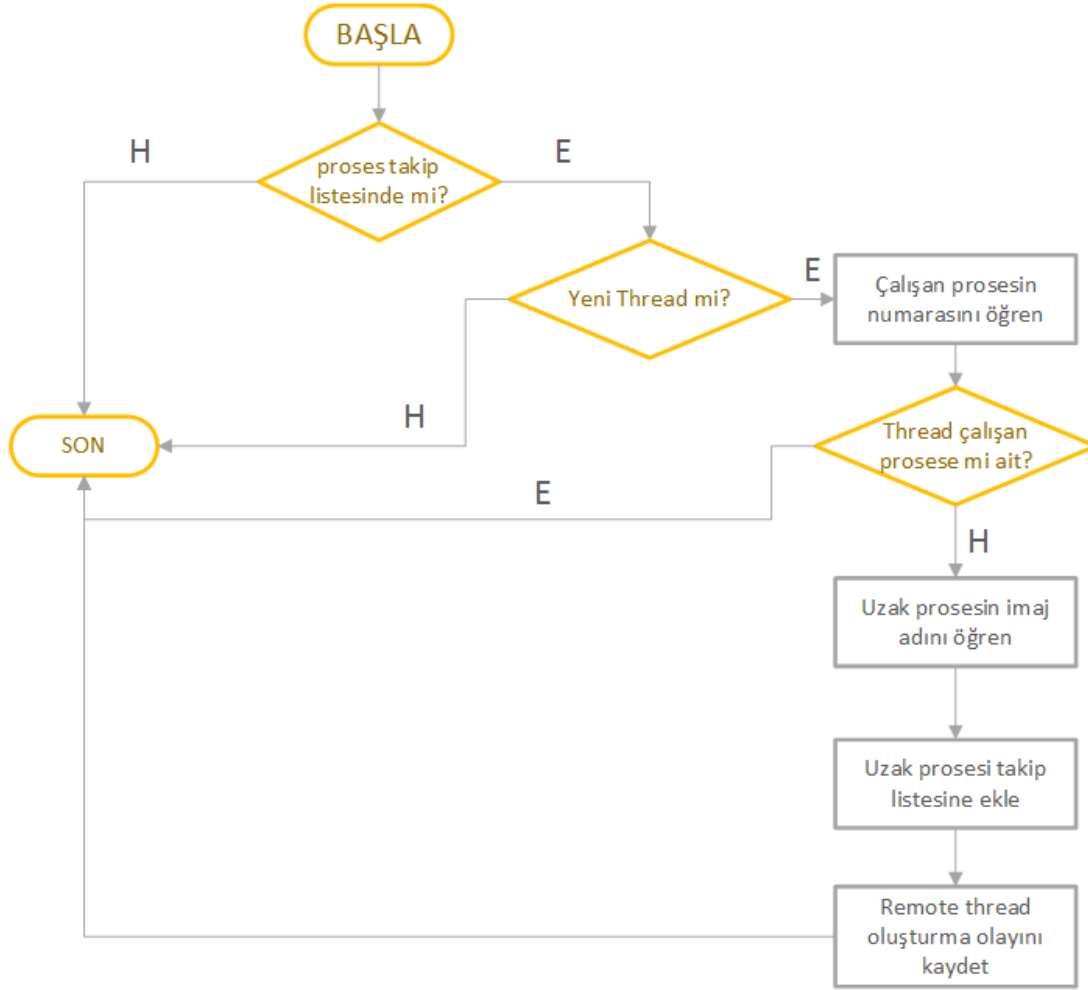 BAŞLA
H
E
proses takip
listesinde mi?
Yeni Thread mi?
E
Çalışan prosesin
numarasını öğren
H
SON
Thread çalışan
prosese mi ait?
E
H
Uzak prosesin imaj
adını öğren
Uzak prosesi takip
listesine ekle
Remote thread
oluşturma olayını
kaydet